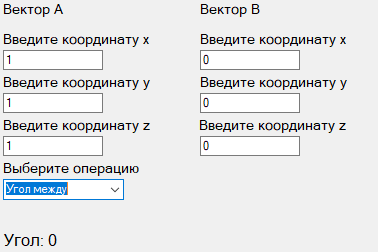 Вектор А Вектор В
Введите координату x Введите координату x
1 0
Введите координату y Введите координату y
1 0
Введите координату z Введите координату z
1 0
Выберите операцию
Угол между
Угол: 0